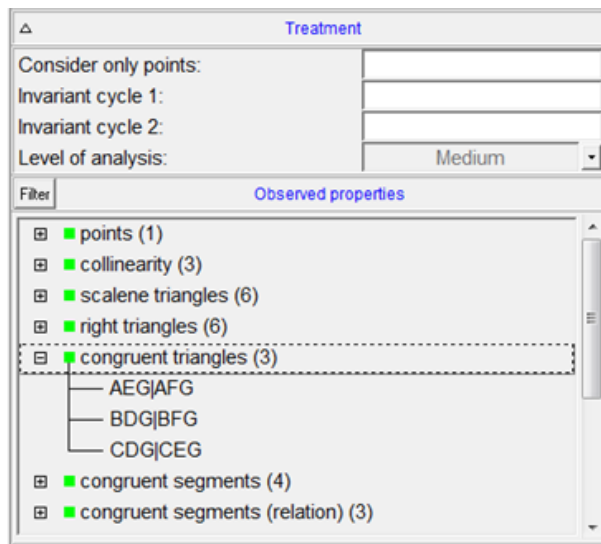 Treatment
Consider only points:
Invariant cycle 1:
Invariant cycle 2:
Level of analysis: Medium
Filter Observed properties
points (1)
collinearity (3)
scalene triangles (6)
right triangles (6)
congruent triangles (3)
AEG|AFG
BDG|BFG
CDG|CEG
congruent segments (4)
congruent segments (relation) (3)